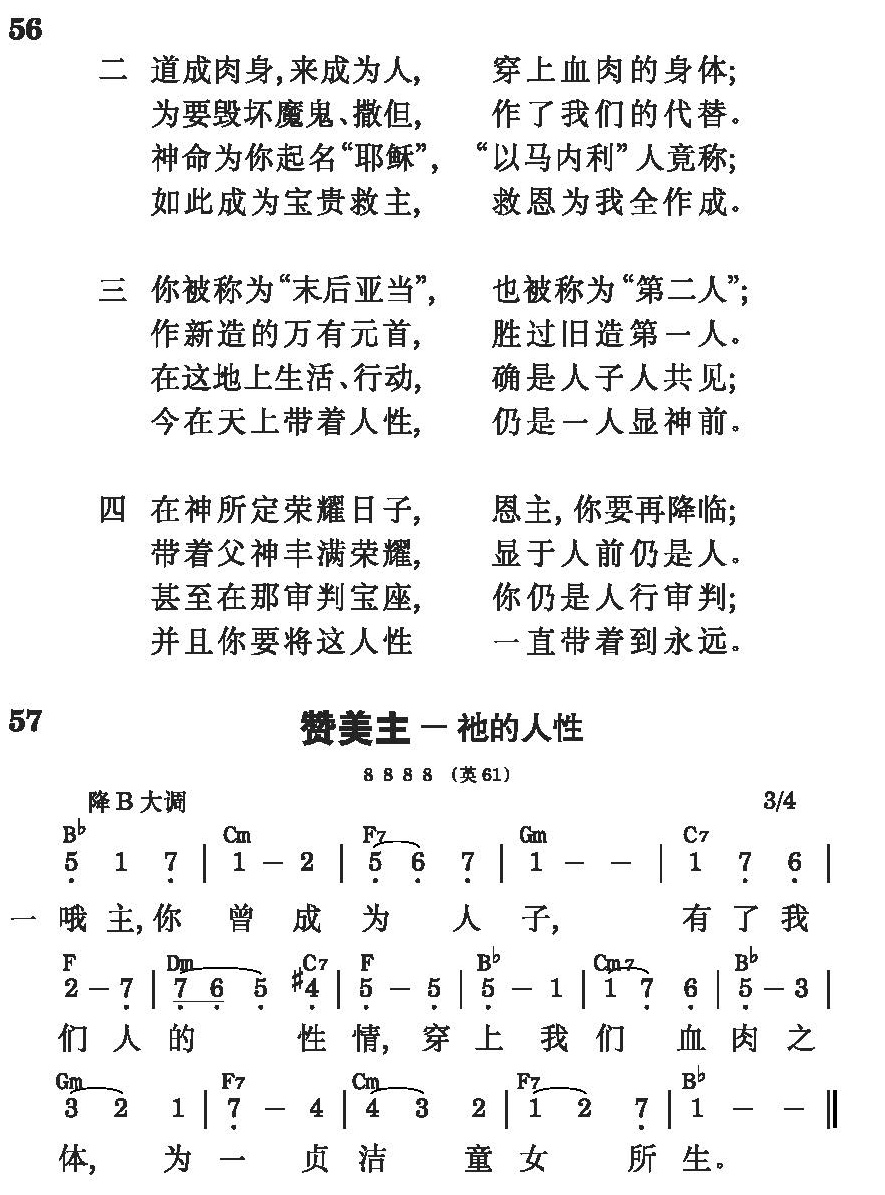 56
二 道成肉身,来成为人, 穿上血肉的身体;
为要毁坏魔鬼、撒但, 作了我们的代替。
神命为你起名“耶稣”, “以马内利”人竟称;
如此成为宝贵救主, 救恩为我全作成。
三 你被称为“末后亚当”, 也被称为“第二人”;
作新造的万有元首, 胜过旧造第一人。
在这地上生活、行动, 确是人子人共见;
今在天上带着人性, 仍是一人显神前。
四 在神所定荣耀日子, 恩主,你要再降临;
带着父神丰满荣耀, 显于人前仍是人。
甚至在那审判宝座, 你仍是人行审判;
并且你要将这人性 一直带着到永远。
57 赞美主－祂的人性
8 8 8 8 (英61)
降B大调 3/4
B♭ Cm F7 Gm C7
5̣ 1 7̣ | 1 － 2 | 5̣ 6̣ 7̣ | 1 － － | 1 7̣ 6̣ |
一 哦主,你 曾 成 为 人 子, 有 了 我
F Dm C7 F B♭ Cm7 B♭
2 － 7̣ | 7̣ 6̣ 5̣ ♯4̣ | 5̣ － 5̣ | 5̣ － 1 | 1 7̣ 6̣ | 5̣ － 3 |
们 人 的 性 情, 穿 上 我 们 血 肉 之
Gm F7 Cm F7 B♭
3 2 1 | 7̣ － 4 | 4 3 2 | 1 2 7̣ | 1 － － ‖
体, 为 一 贞 洁 童 女 所 生。